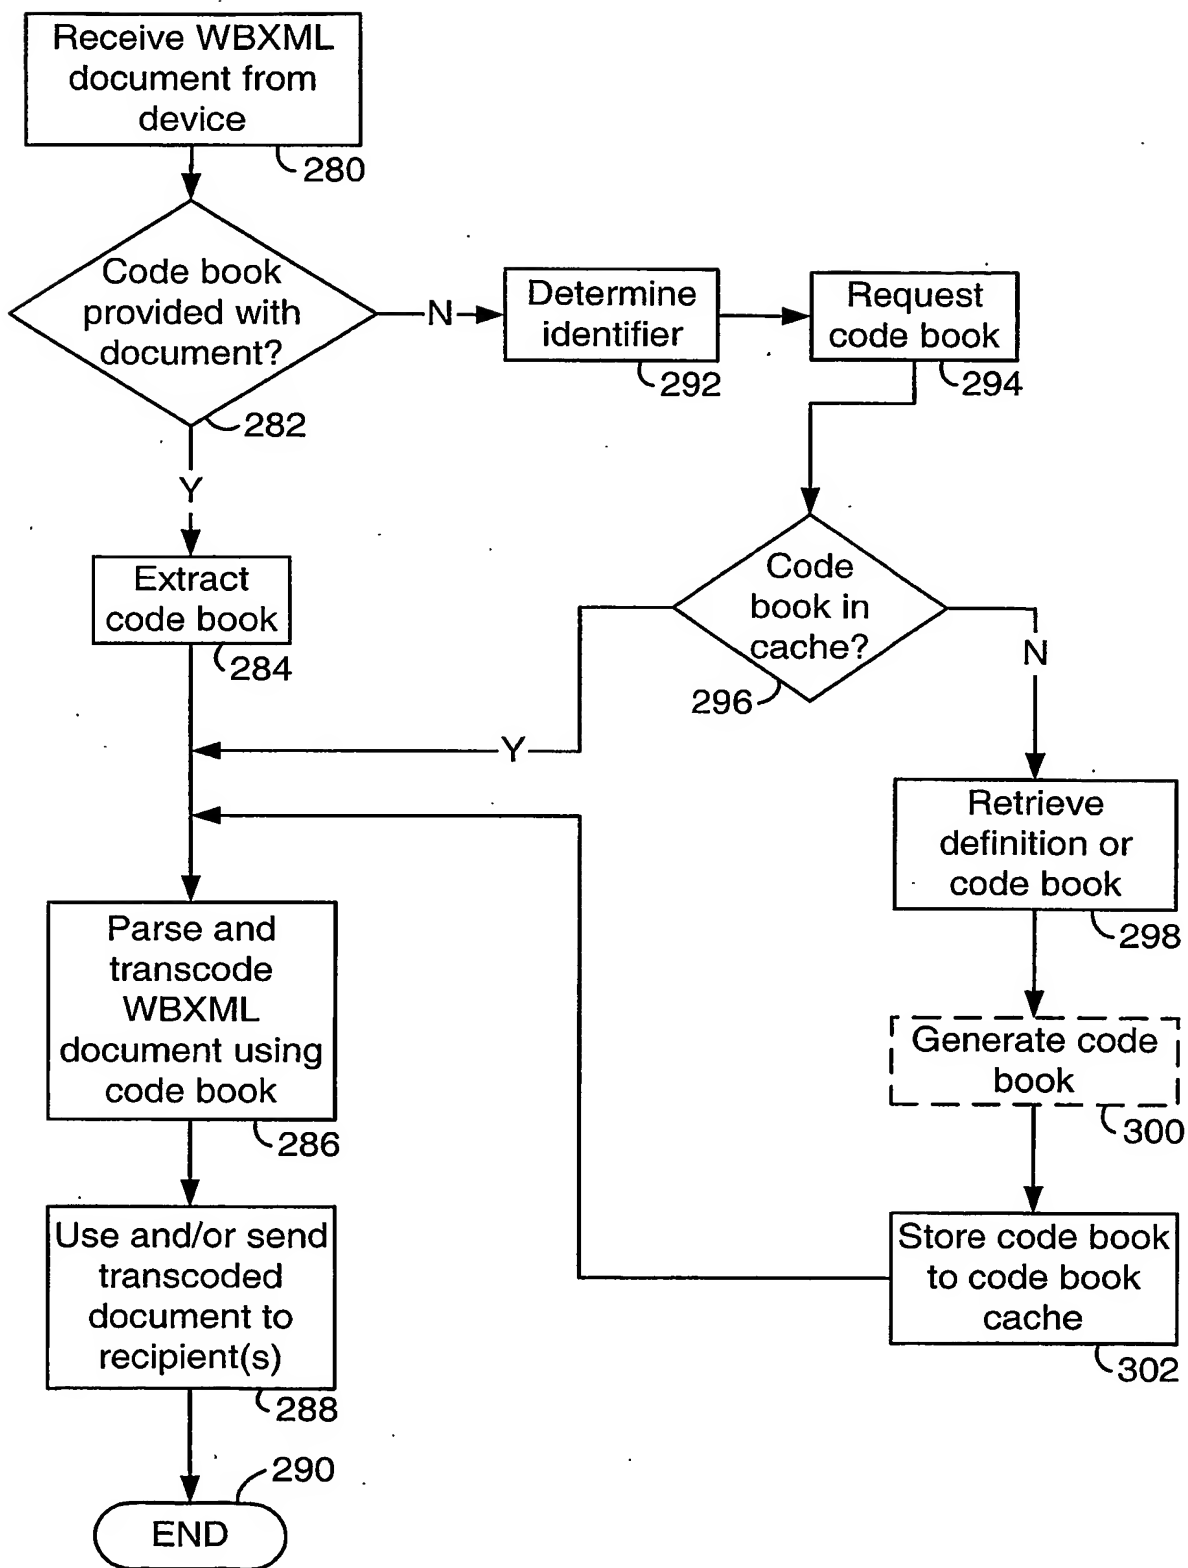 Receive WBXML
document from
device
280
Code book
provided with
document?
282
N
Determine
identifier
292
Request
code book
294
Y
Extract
code book
284
Code
book in
cache?
296
Y
N
Retrieve
definition or
code book
298
Parse and
transcode
WBXML
document using
code book
286
Generate code
book
300
Use and/or send
transcoded
document to
recipient(s)
288
Store code book
to code book
cache
302
290
END